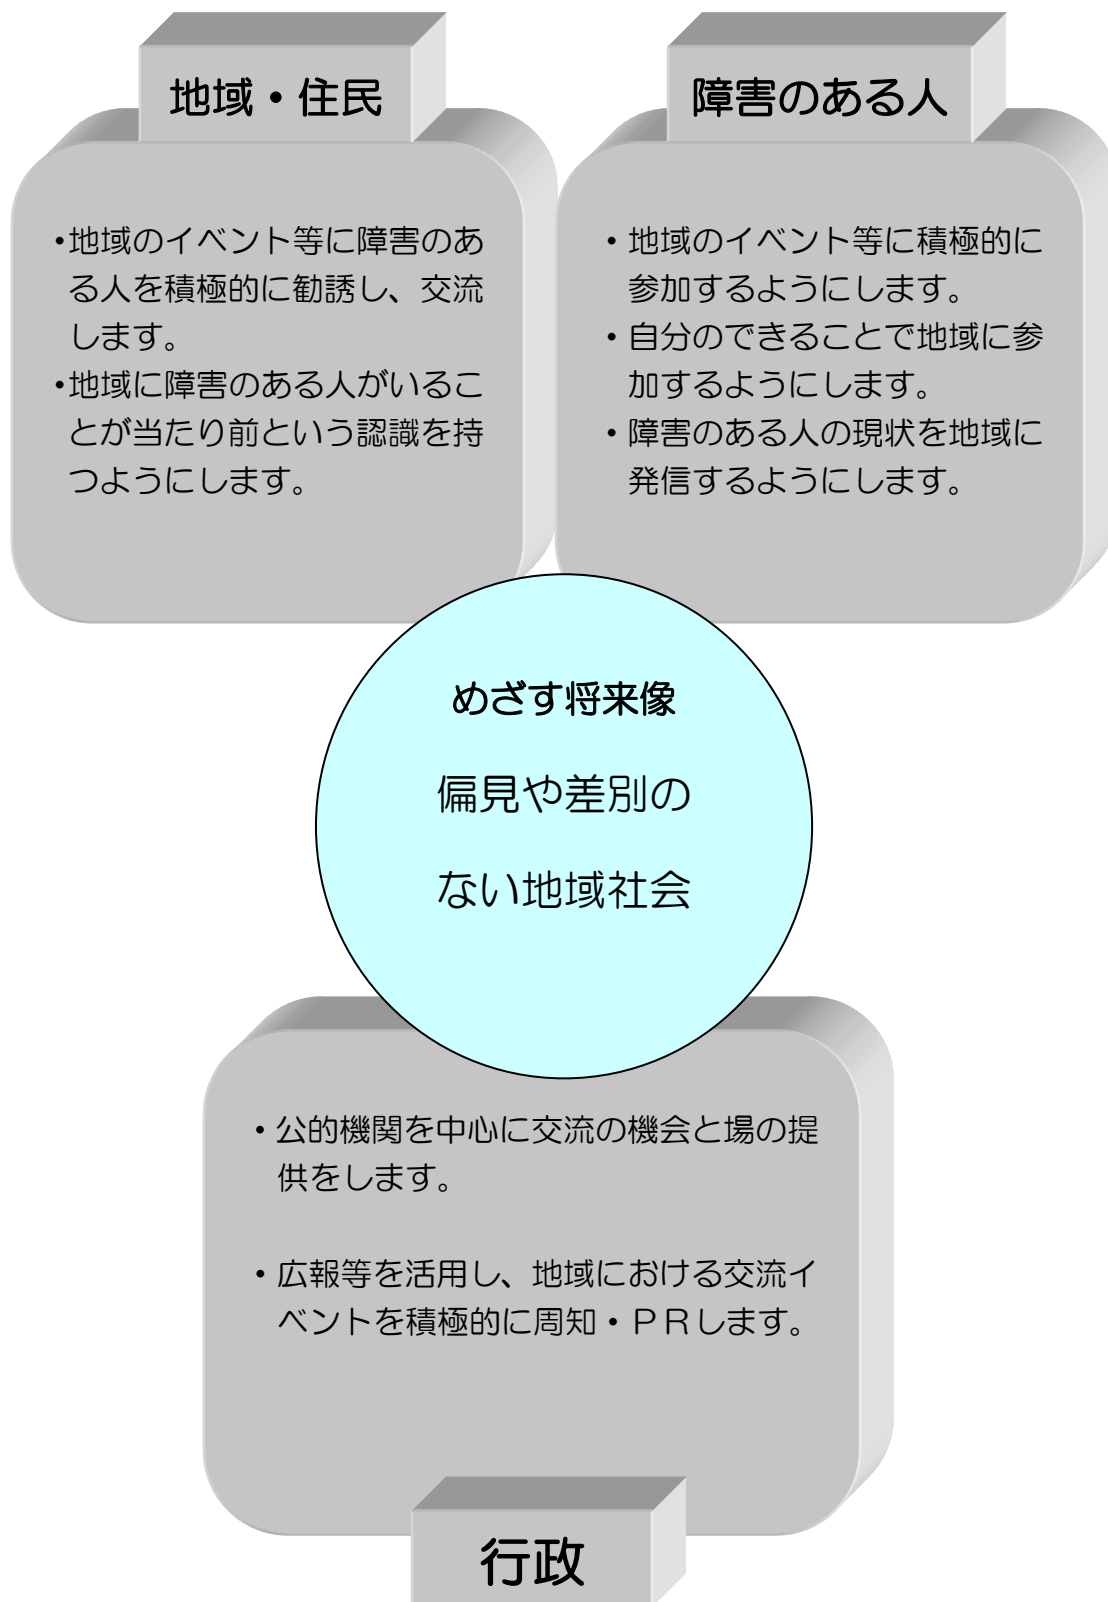 地域・住民
・地域のイベント等に障害のあ
る人を積極的に勧誘し、交流
します。
・地域に障害のある人がいるこ
とが当たり前という認識を持
つようにします。
障害のある人
・地域のイベント等に積極的に
参加するようにします。
・自分のできることで地域に参
加するようにします。
・障害のある人の現状を地域に
発信するようにします。
めざす将来像
偏見や差別の
ない地域社会
・公的機関を中心に交流の機会と場の提
供をします。
・広報等を活用し、地域における交流イ
ベントを積極的に周知・ＰＲします。
行政